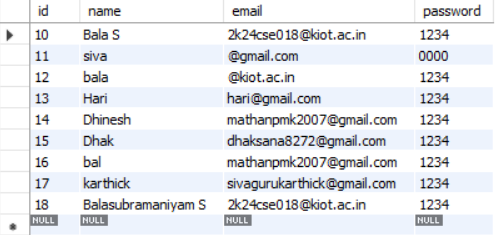 id name email password
10 Bala S 2k24cse018@kiot.ac.in 1234
11 siva @gmail.com 0000
12 bala @kiot.ac.in 1234
13 Hari hari@gmail.com 1234
14 Dhinesh mathanpmk2007@gmail.com 1234
15 Dhak dhaksana8272@gmail.com 1234
16 bal mathanpmk2007@gmail.com 1234
17 karthick sivagurukarthick@gmail.com 1234
18 Balasubramaniyam S 2k24cse018@kiot.ac.in 1234
NULL NULL NULL NULL